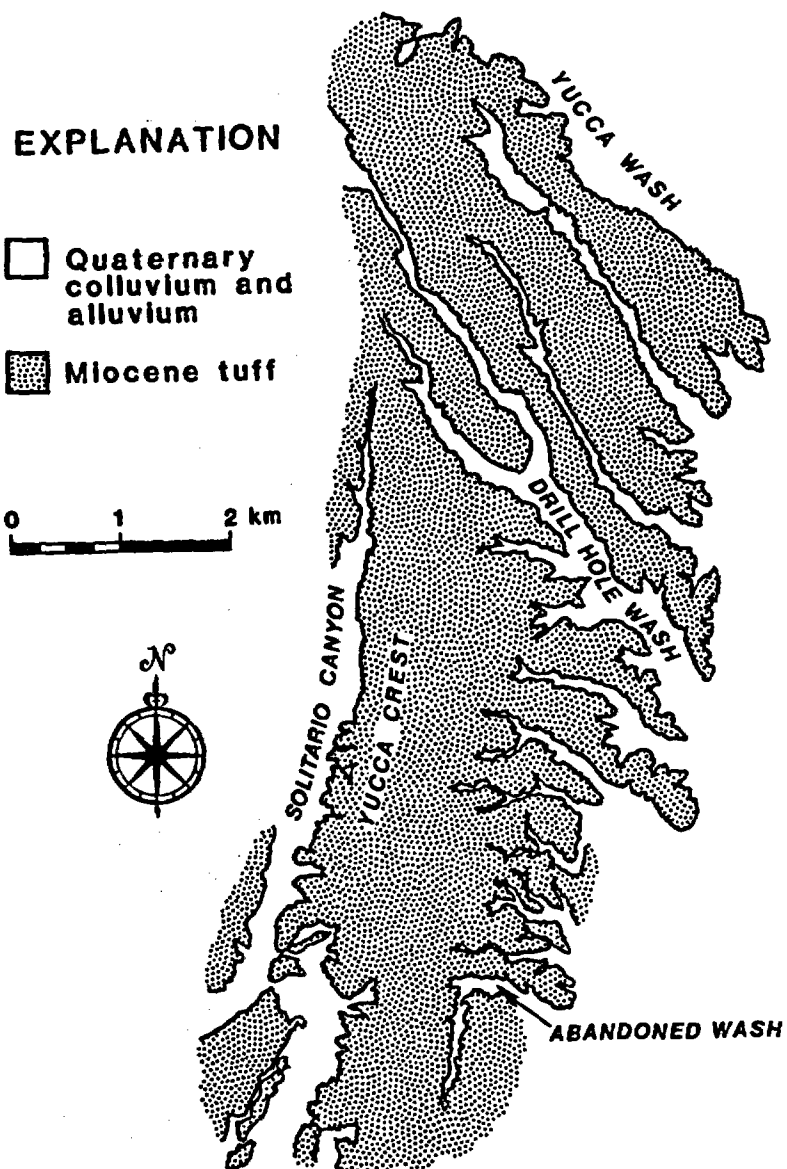 EXPLANATION
Quaternary
colluvium and
alluvium
Miocene tuff
0 1 2 km
N
YUCCA WASH
DRILL HOLE WASH
SOLITARIO CANYON
YUCCA CREST
ABANDONED WASH